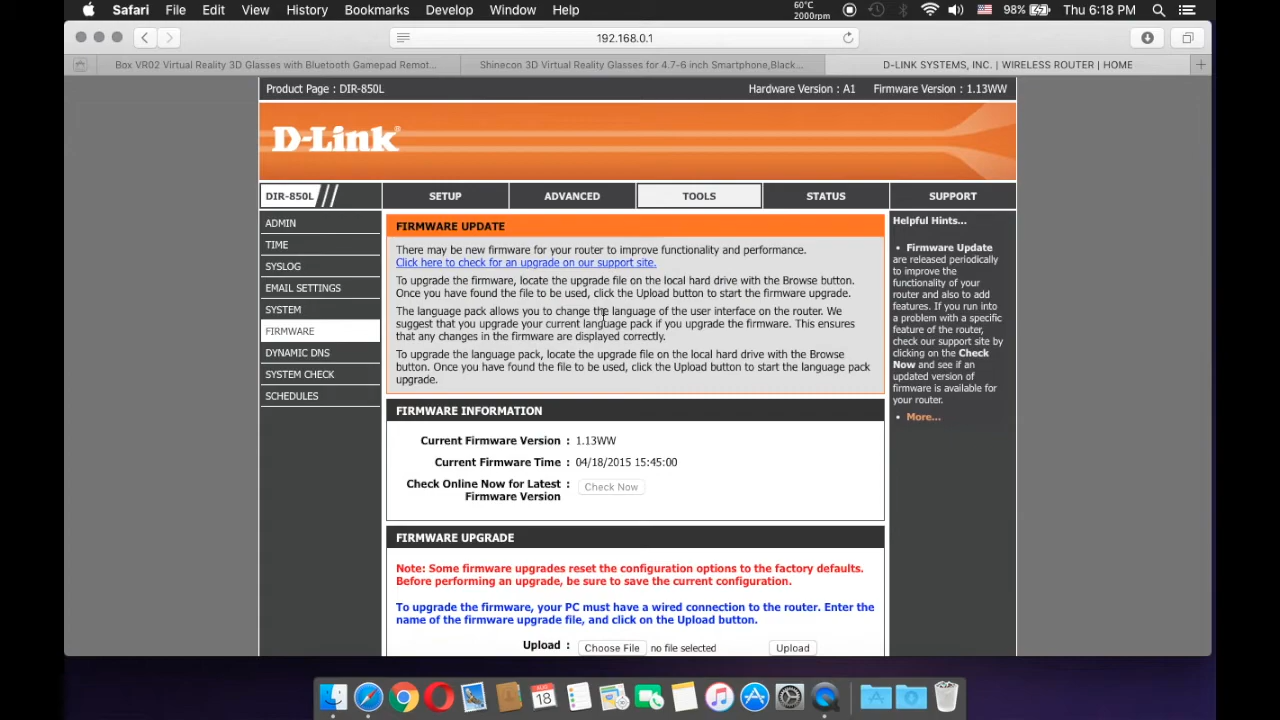 Safari File Edit View History Bookmarks Develop Window Help 60°C 2000rpm 98% Thu 6:18 PM
192.168.0.1
Box VR02 Virtual Reality 3D Glasses with Bluetooth Gamepad Remot... Shinecon 3D Virtual Reality Glasses for 4.7-6 inch Smartphone,Black... D-LINK SYSTEMS, INC. | WIRELESS ROUTER | HOME
Product Page : DIR-850L Hardware Version : A1 Firmware Version : 1.13WW
D-Link®
DIR-850L SETUP ADVANCED TOOLS STATUS SUPPORT
ADMIN
TIME
SYSLOG
EMAIL SETTINGS
SYSTEM
FIRMWARE
DYNAMIC DNS
SYSTEM CHECK
SCHEDULES
FIRMWARE UPDATE
There may be new firmware for your router to improve functionality and performance.
Click here to check for an upgrade on our support site.
To upgrade the firmware, locate the upgrade file on the local hard drive with the Browse button.
Once you have found the file to be used, click the Upload button to start the firmware upgrade.
The language pack allows you to change the language of the user interface on the router. We
suggest that you upgrade your current language pack if you upgrade the firmware. This ensures
that any changes in the firmware are displayed correctly.
To upgrade the language pack, locate the upgrade file on the local hard drive with the Browse
button. Once you have found the file to be used, click the Upload button to start the language pack
upgrade.
FIRMWARE INFORMATION
Current Firmware Version : 1.13WW
Current Firmware Time : 04/18/2015 15:45:00
Check Online Now for Latest : Check Now
Firmware Version
FIRMWARE UPGRADE
Note: Some firmware upgrades reset the configuration options to the factory defaults.
Before performing an upgrade, be sure to save the current configuration.
To upgrade the firmware, your PC must have a wired connection to the router. Enter the
name of the firmware upgrade file, and click on the Upload button.
Upload : Choose File no file selected Upload
Helpful Hints...
• Firmware Update
are released periodically
to improve the
functionality of your
router and also to add
features. If you run into
a problem with a specific
feature of the router,
check our support site by
clicking on the Check
Now and see if an
updated version of
firmware is available for
your router.
• More...
18